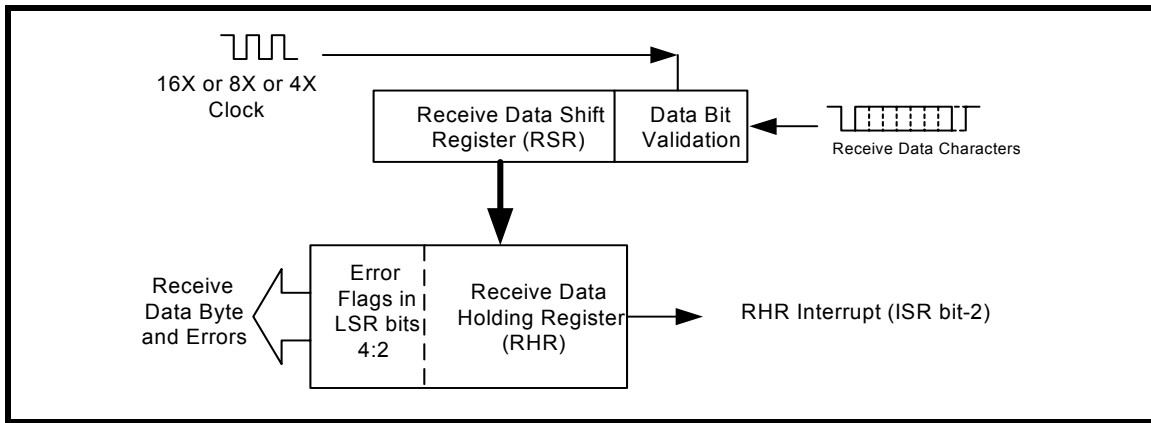 16X or 8X or 4X
Clock
Receive Data Shift
Register (RSR)
Data Bit
Validation
Receive Data Characters
Receive
Data Byte
and Errors
Error
Flags in
LSR bits
4:2
Receive Data
Holding Register
(RHR)
RHR Interrupt (ISR bit-2)